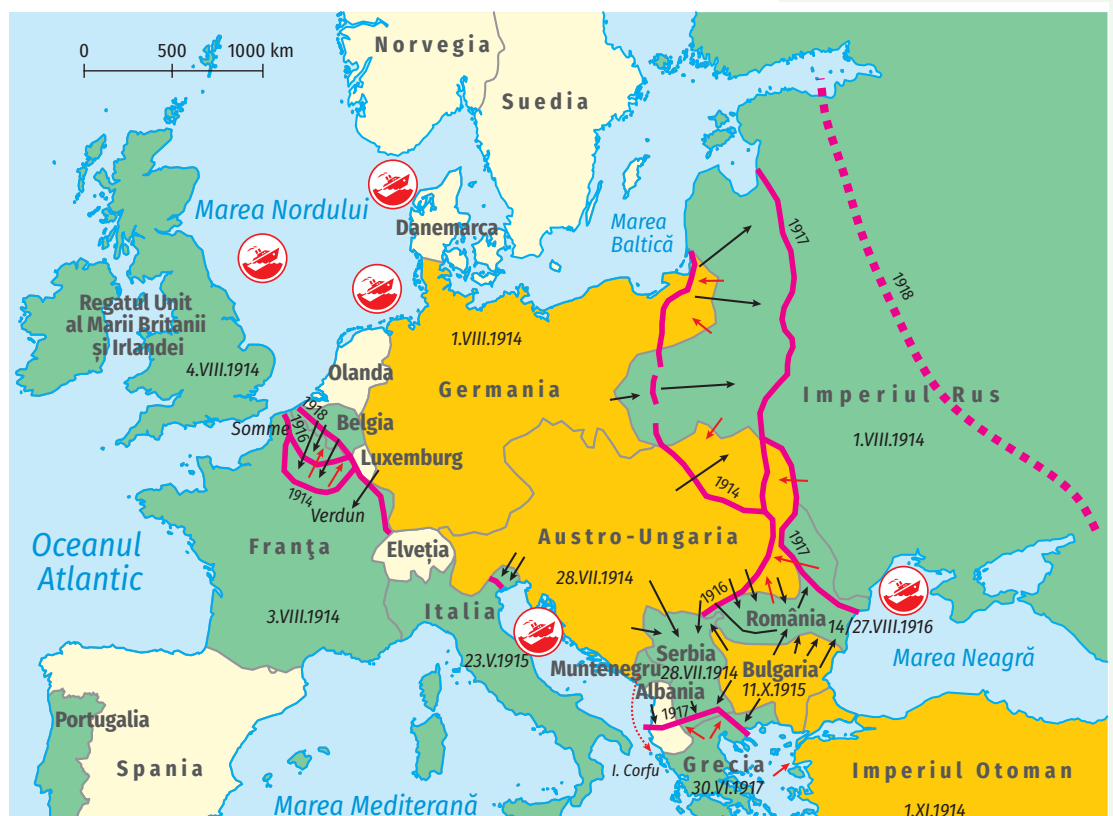 0 500 1000 km
Norvegia
Suedia
Marea Nordului
Danemarca
Marea
Baltică
1917
1918
Regatul Unit
al Marii Britanii
și Irlandei
4.VIII.1914
1.VIII.1914
Germania
Olanda
Imperiul Rus
1.VIII.1914
1918
Somme
1916
Belgia
Luxemburg
1914
Verdun
1914
Oceanul
Atlantic
Franţa
3.VIII.1914
Elveția
Austro-Ungaria
28.VII.1914
1917
Italia
23.V.1915
1916
România
14/27.VIII.1916
Marea Neagră
Serbia
28.VII.1914
Muntenegru
Bulgaria
11.X.1915
Albania
1917
Portugalia
Spania
I. Corfu
Grecia
30.VI.1917
Imperiul Otoman
1.XI.1914
Marea Mediterană